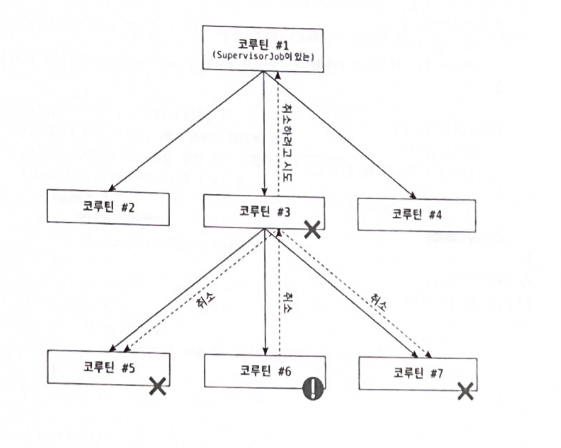 코루틴 #1
(SupervisorJob이 있는)
취소하려고 시도
코루틴 #2
코루틴 #3
코루틴 #4
취소
취소
취소
코루틴 #5
코루틴 #6
코루틴 #7